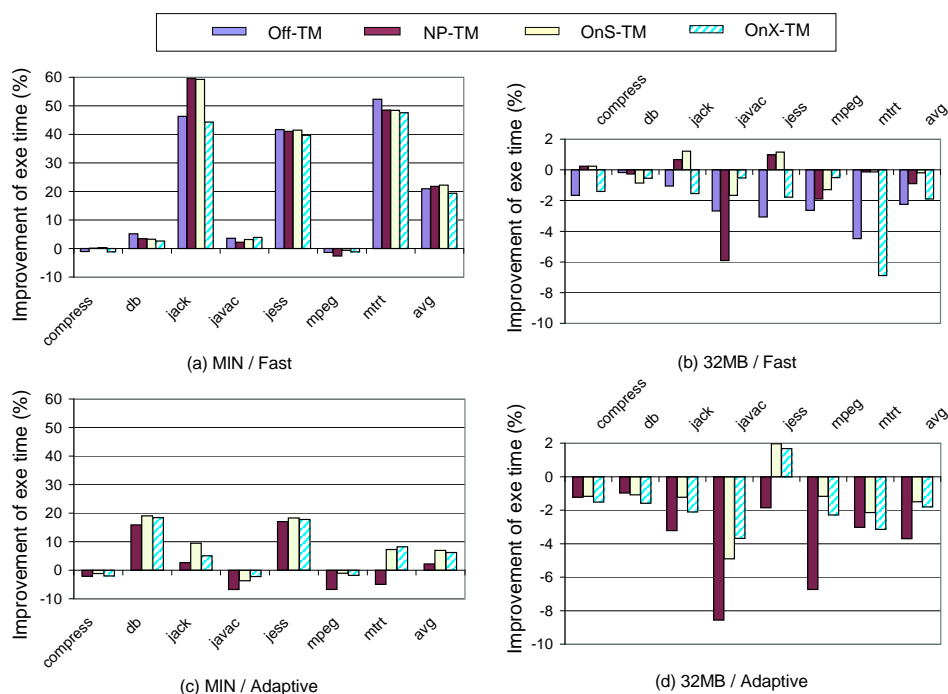 Off-TM NP-TM OnS-TM OnX-TM
Improvement of exe time (%)
60
50
40
30
20
10
0
-10
compress db jack javac jess mpeg mtrt avg
(a) MIN / Fast
Improvement of exe time (%)
compress db jack javac jess mpeg mtrt avg
2
0
-2
-4
-6
-8
-10
(b) 32MB / Fast
Improvement of exe time (%)
60
50
40
30
20
10
0
-10
compress db jack javac jess mpeg mtrt avg
(c) MIN / Adaptive
Improvement of exe time (%)
compress db jack javac jess mpeg mtrt avg
2
0
-2
-4
-6
-8
-10
(d) 32MB / Adaptive